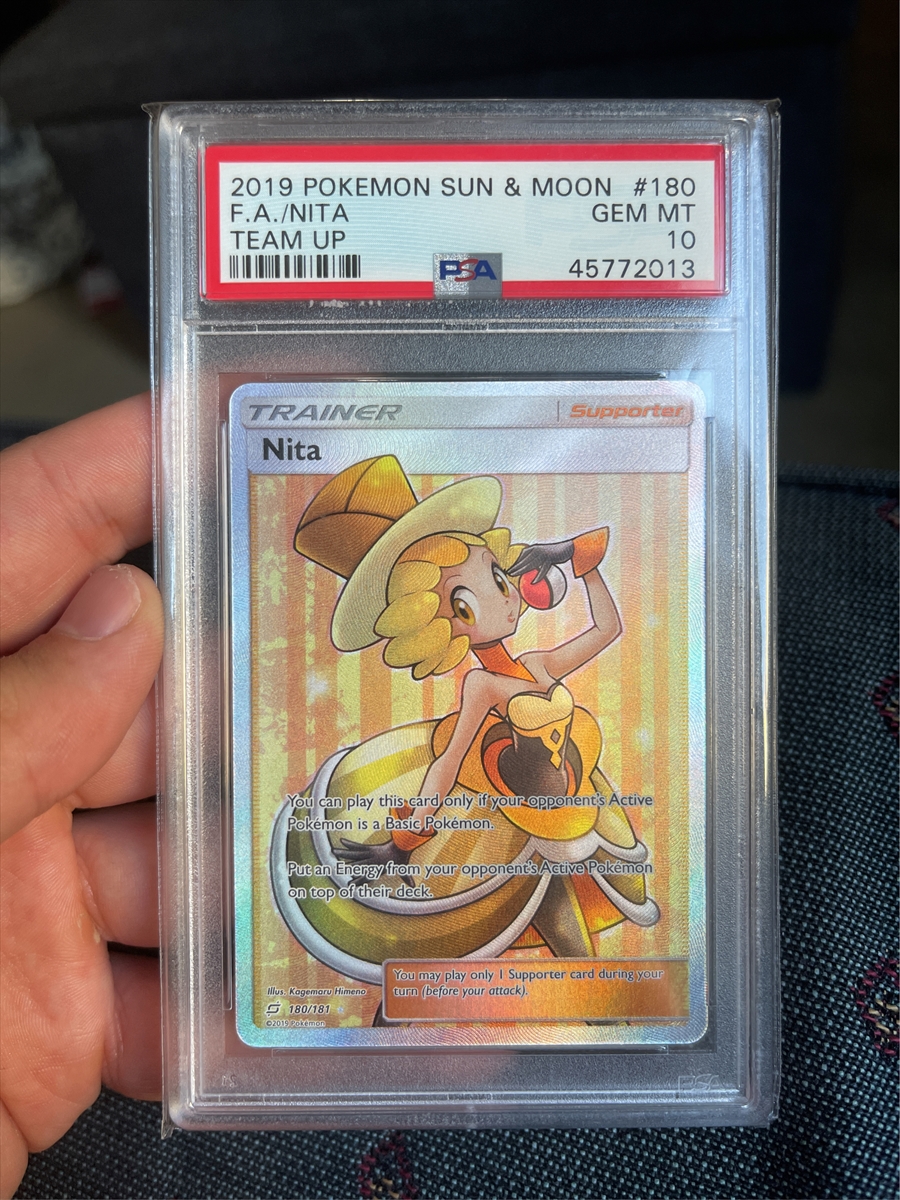 2019 POKEMON SUN & MOON #180
F.A./NITA GEM MT
TEAM UP 10
PSA 45772013
TRAINER Supporter
Nita
You can play this card only if your opponent's Active
Pokémon is a Basic Pokémon.
Put an Energy from your opponent's Active Pokémon
on top of their deck.
You may play only 1 Supporter card during your
turn (before your attack).
Illus. Kagemaru Himeno
180/181
©2019 Pokémon
PSA